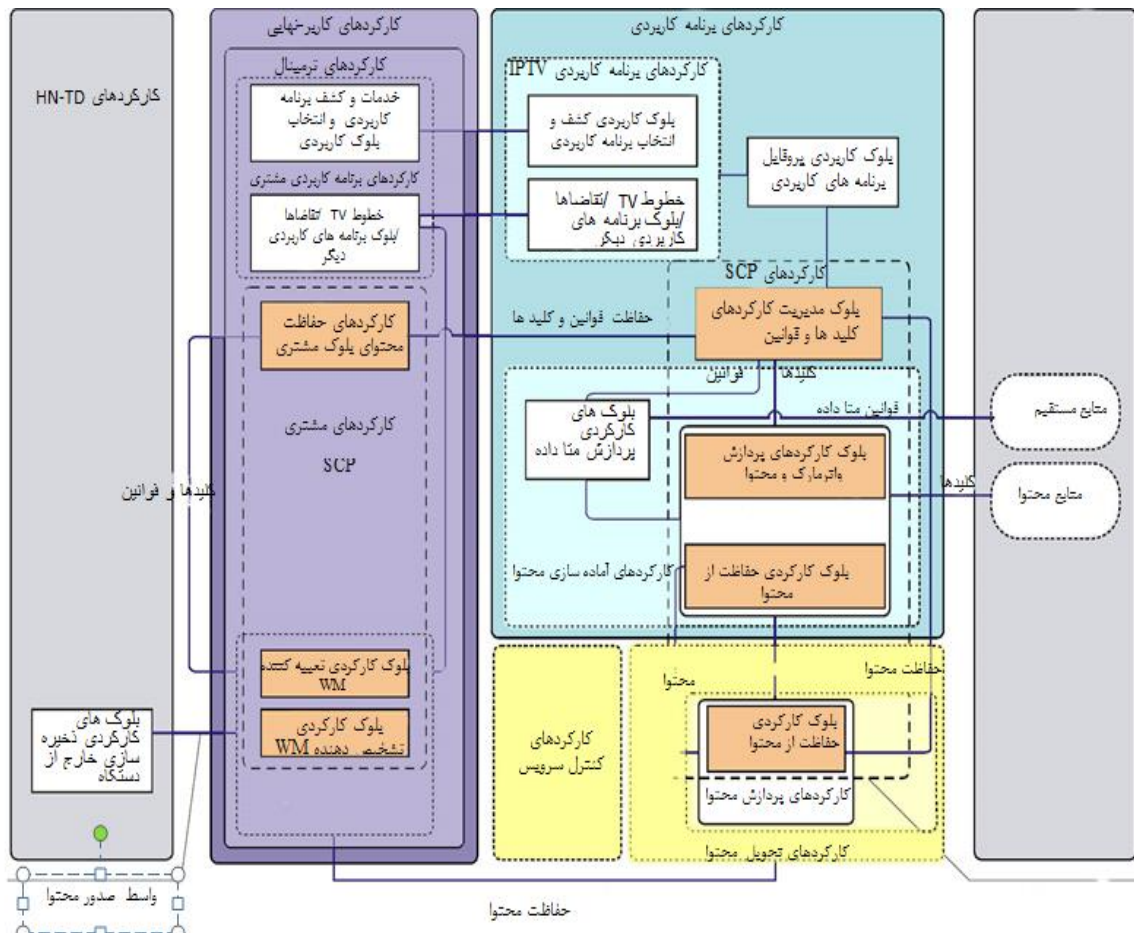 کارکردهای برنامه کاربردی
کارکردهای کاربر-نهایی
کارکردهای ترمینال
کارکردهای برنامه کاربردی IPTV
کارکردهای HN-TD
خدمات و کشف برنامه
کاربردی و انتخاب
بلوک کاربردی
بلوک کاربردی کشف و
انتخاب برنامه کاربردی
بلوک کاربردی پروفایل
برنامه های کاربردی
کارکردهای برنامه کاربردی مشتری
خطوط TV /تقاضاها
/بلوک برنامه های کاربردی
دیگر
خطوط TV /تقاضاها
/بلوک برنامه های
کاربردی دیگر
کارکردهای SCP
بلوک مدیریت کارکردهای
کلید ها و قوانین
حفاظت قوانین و کلید ها
کارکردهای حفاظت
محتوای بلوک مشتری
کلیدها
قوانین
قوانین متا داده
منابع مستقیم
بلوک های
کارکردی
پردازش متا داده
بلوک کارکردهای پردازش
واترمارک و محتوا
کارکردهای مشتری
SCP
کلیدها
منابع محتوا
کلیدها و قوانین
بلوک کارکردی حفاظت از
محتوا
کارکردهای آماده سازی محتوا
حفاظت محتوا
محتوا
بلوک کارکردی تعبیه کننده
WM
بلوک کارکردی
تشخیص دهنده WM
بلوک های
کارکردی ذخیره
سازی خارج از
دستگاه
کارکردهای
کنترل سرویس
بلوک کارکردی
حفاظت از محتوا
کارکردهای پردازش محتوا
کارکردهای تحویل محتوا
واسط صدور محتوا
حفاظت محتوا